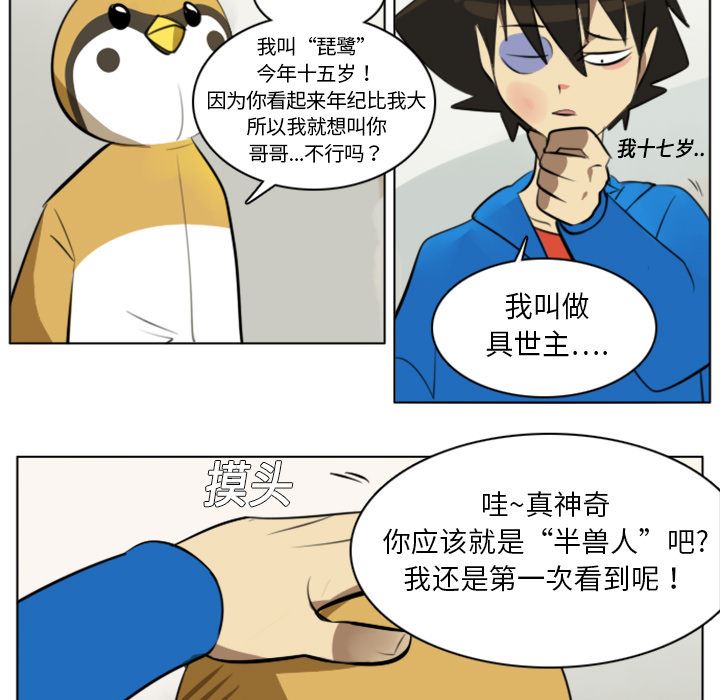 我叫“琵鹭”
今年十五岁！
因为你看起来年纪比我大
所以我就想叫你
哥哥...不行吗？
我十七岁..
我叫做
具世主....
摸头
哇~真神奇
你应该就是“半兽人”吧?
我还是第一次看到呢！